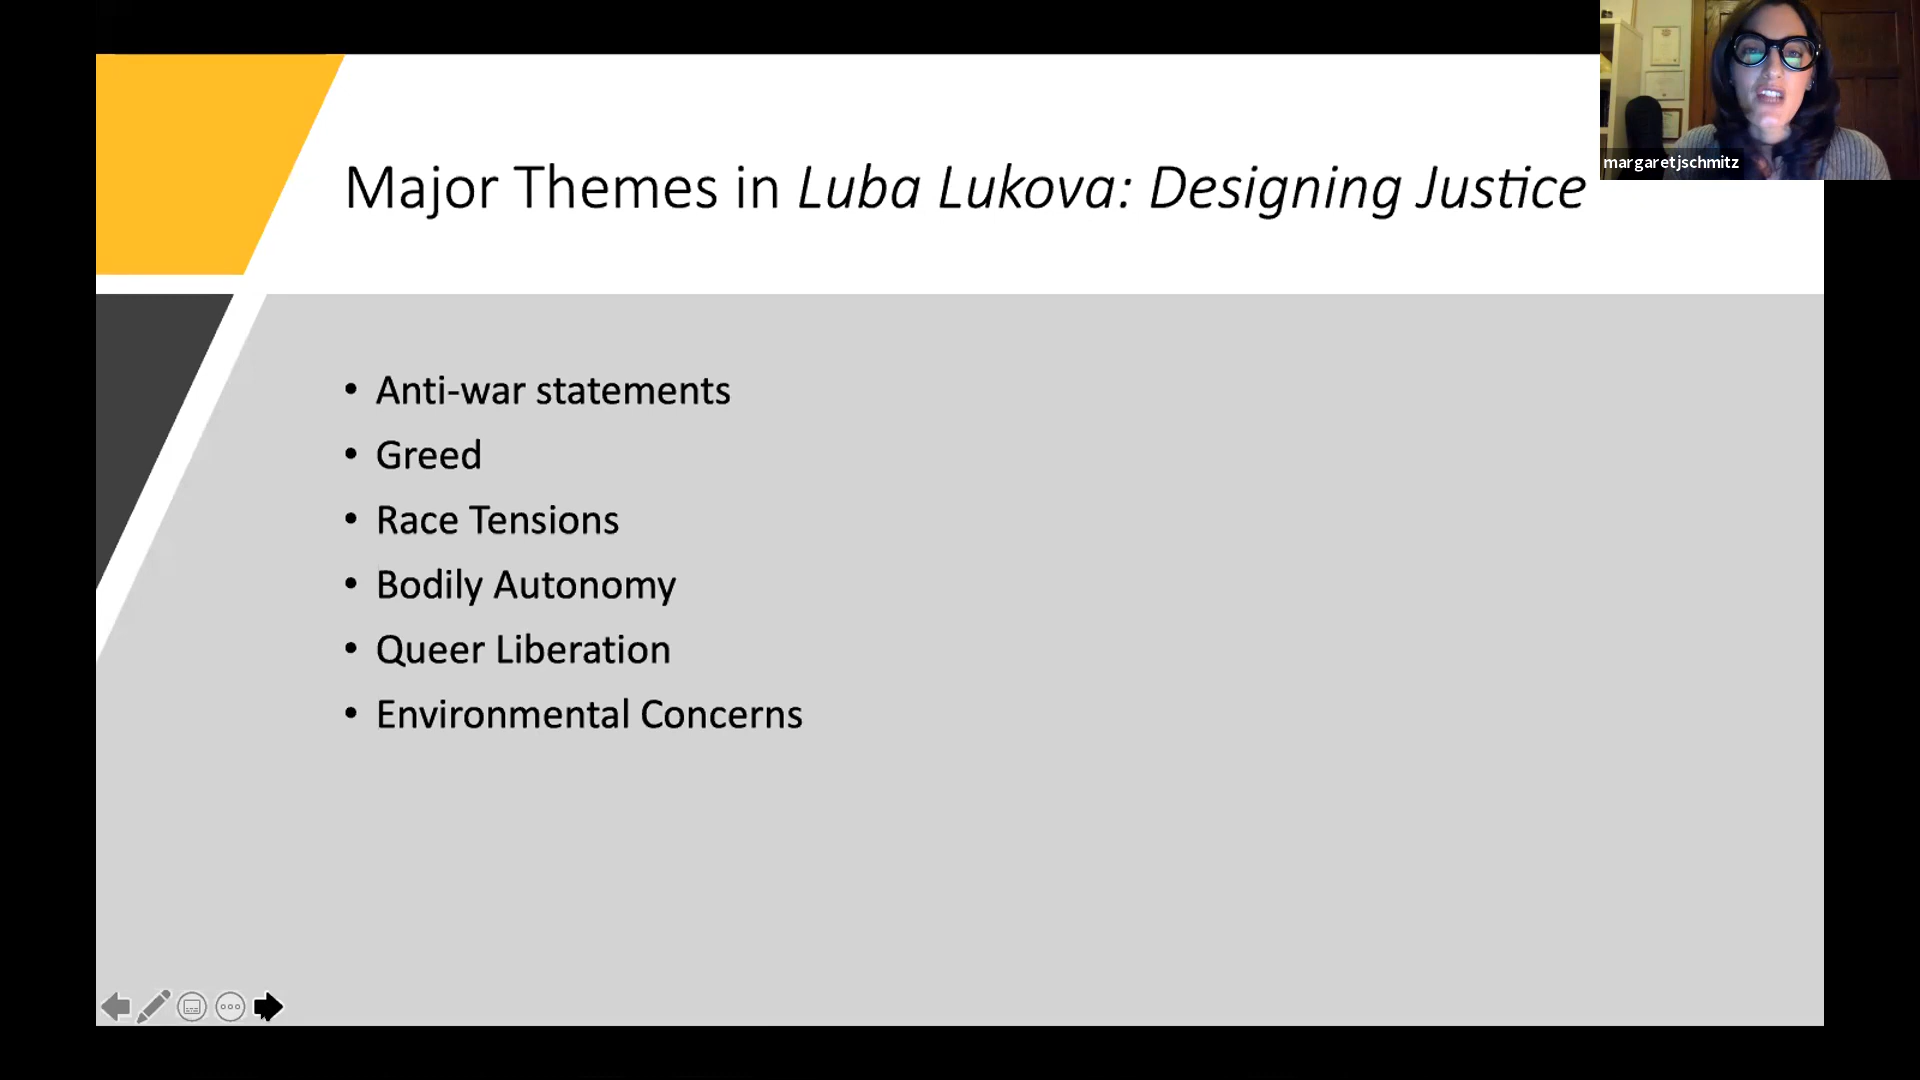 margaretjschmitz
Major Themes in Luba Lukova: Designing Justice
• Anti-war statements
• Greed
• Race Tensions
• Bodily Autonomy
• Queer Liberation
• Environmental Concerns